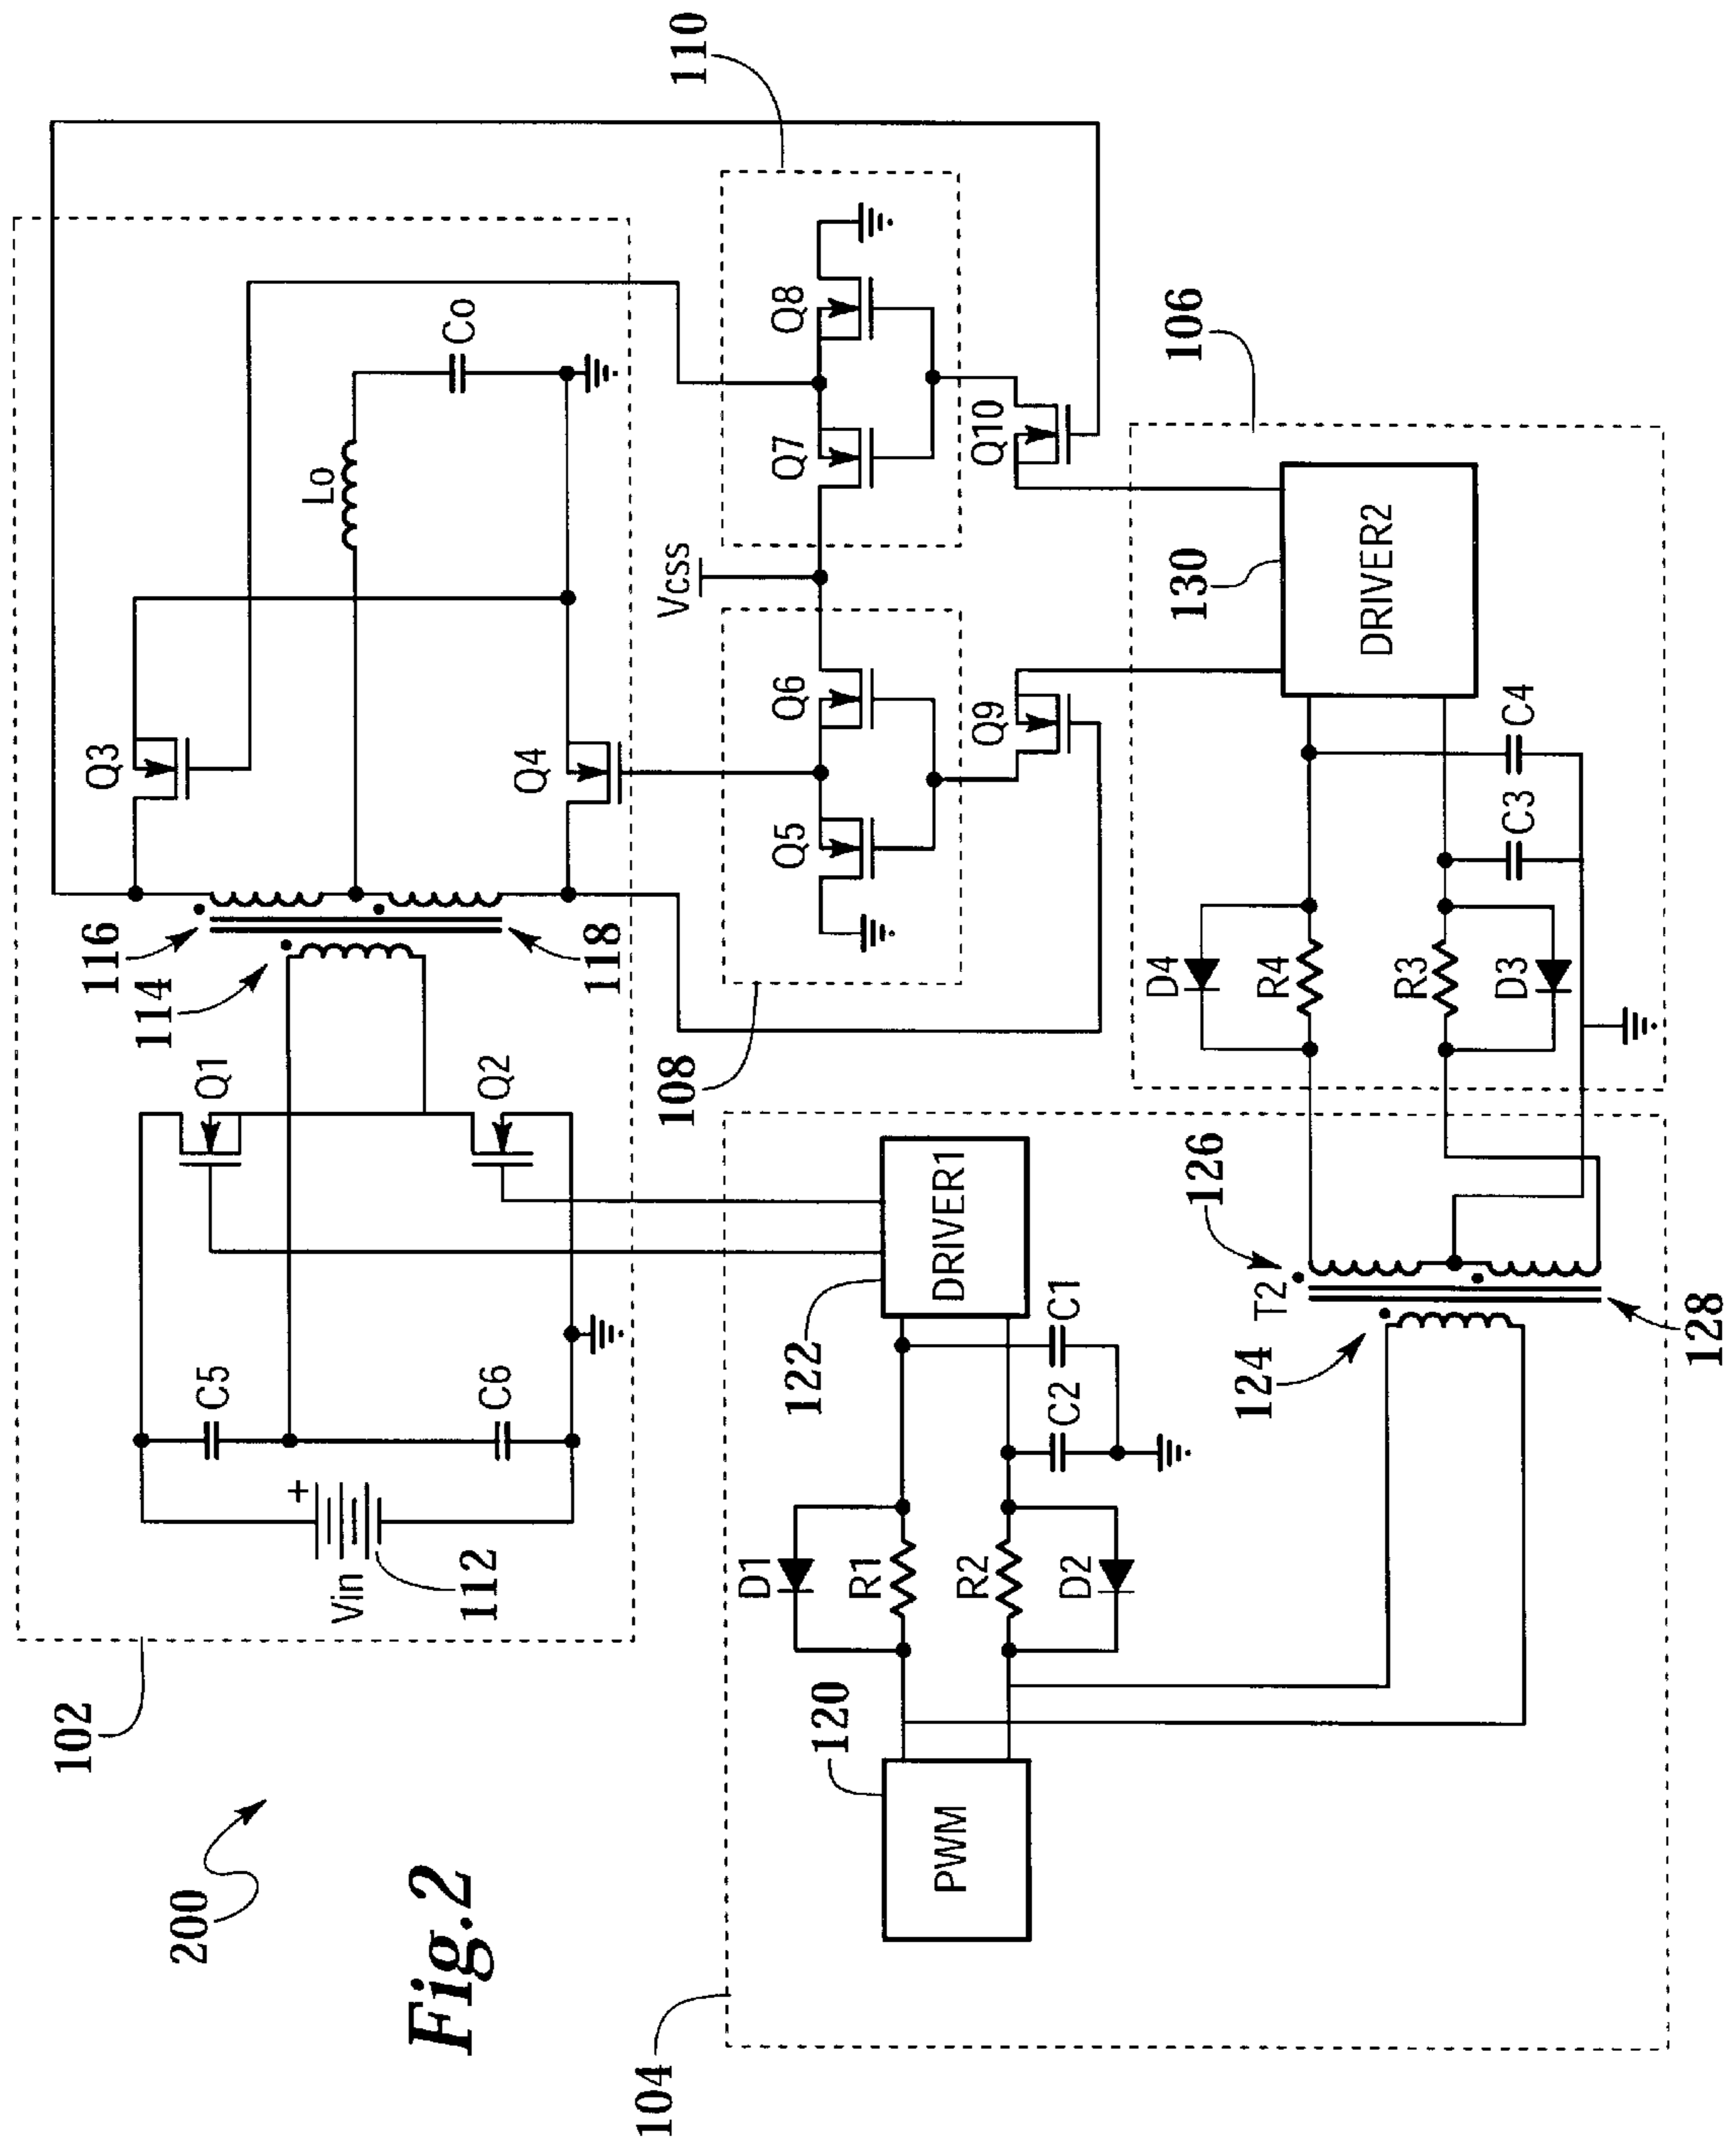 200
102
Vin
+
112
C5
C6
Q1
Q2
114
116
118
Q3
Q4
Lo
Co
104
PWM
120
D1
R1
R2
D2
C2
C1
122
DRIVER1
124
T2
126
128
108
Q5
Q6
Vcss
Q7
Q8
110
Q9
Q10
D4
R4
R3
D3
C3
C4
130
DRIVER2
106
Fig.2